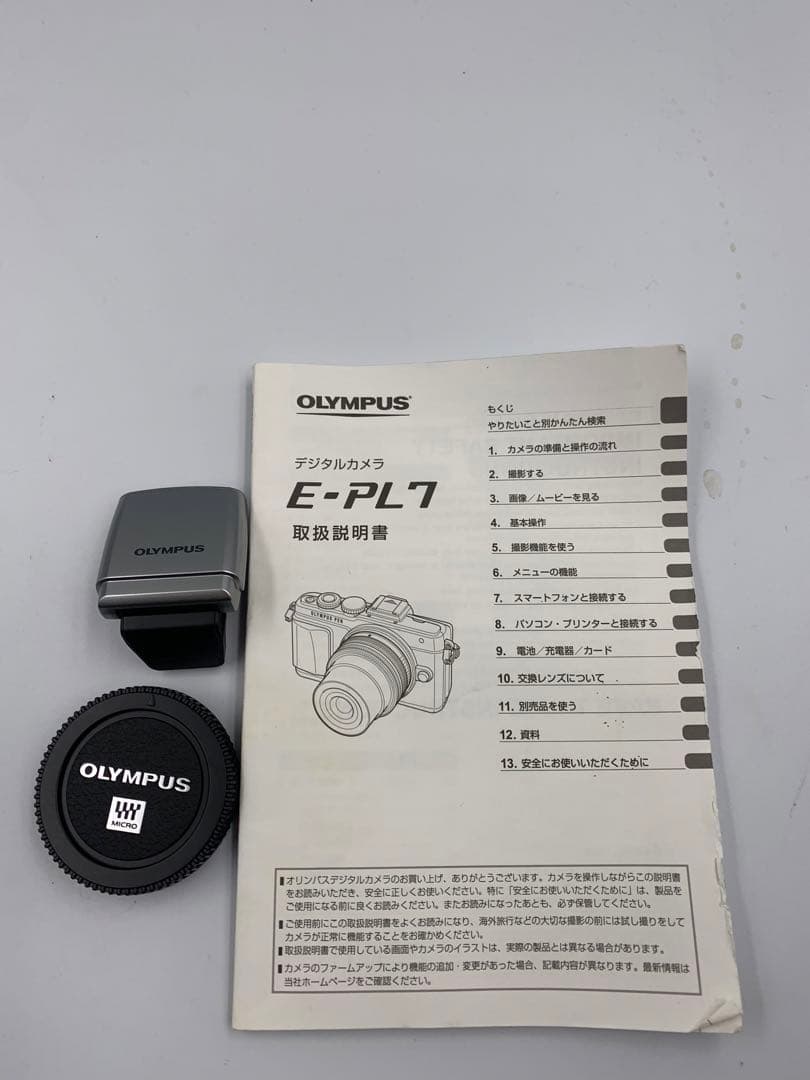 OLYMPUS
デジタルカメラ
E-PL7
取扱説明書
OLYMPUS PEN
もくじ
やりたいこと別かんたん検索
1. カメラの準備と操作の流れ
2. 撮影する
3. 画像/ムービーを見る
4. 基本操作
5. 撮影機能を使う
6. メニューの機能
7. スマートフォンと接続する
8. パソコン・プリンターと接続する
9. 電池/充電器/カード
10. 交換レンズについて
11. 別売品を使う
12. 資料
13. 安全にお使いいただくために
■オリンパスデジタルカメラのお買い上げ、ありがとうございます。カメラを操作しながらこの説明書
をお読みいただき、安全に正しくお使いください。特に「安全にお使いいただくために」は、製品を
ご使用になる前に良くお読みください。またお読みになったあとも、必ず保管してください。
■ご使用前にこの取扱説明書をよくお読みになり、海外旅行などの大切な撮影の前には試し撮りをして
カメラが正常に機能することをお確かめください。
■取扱説明書で使用している画面やカメラのイラストは、実際の製品とは異なる場合があります。
■カメラのファームアップにより機能の追加・変更があった場合、記載内容が異なります。最新情報は
当社ホームページをご確認ください。
OLYMPUS
OLYMPUS
MICRO